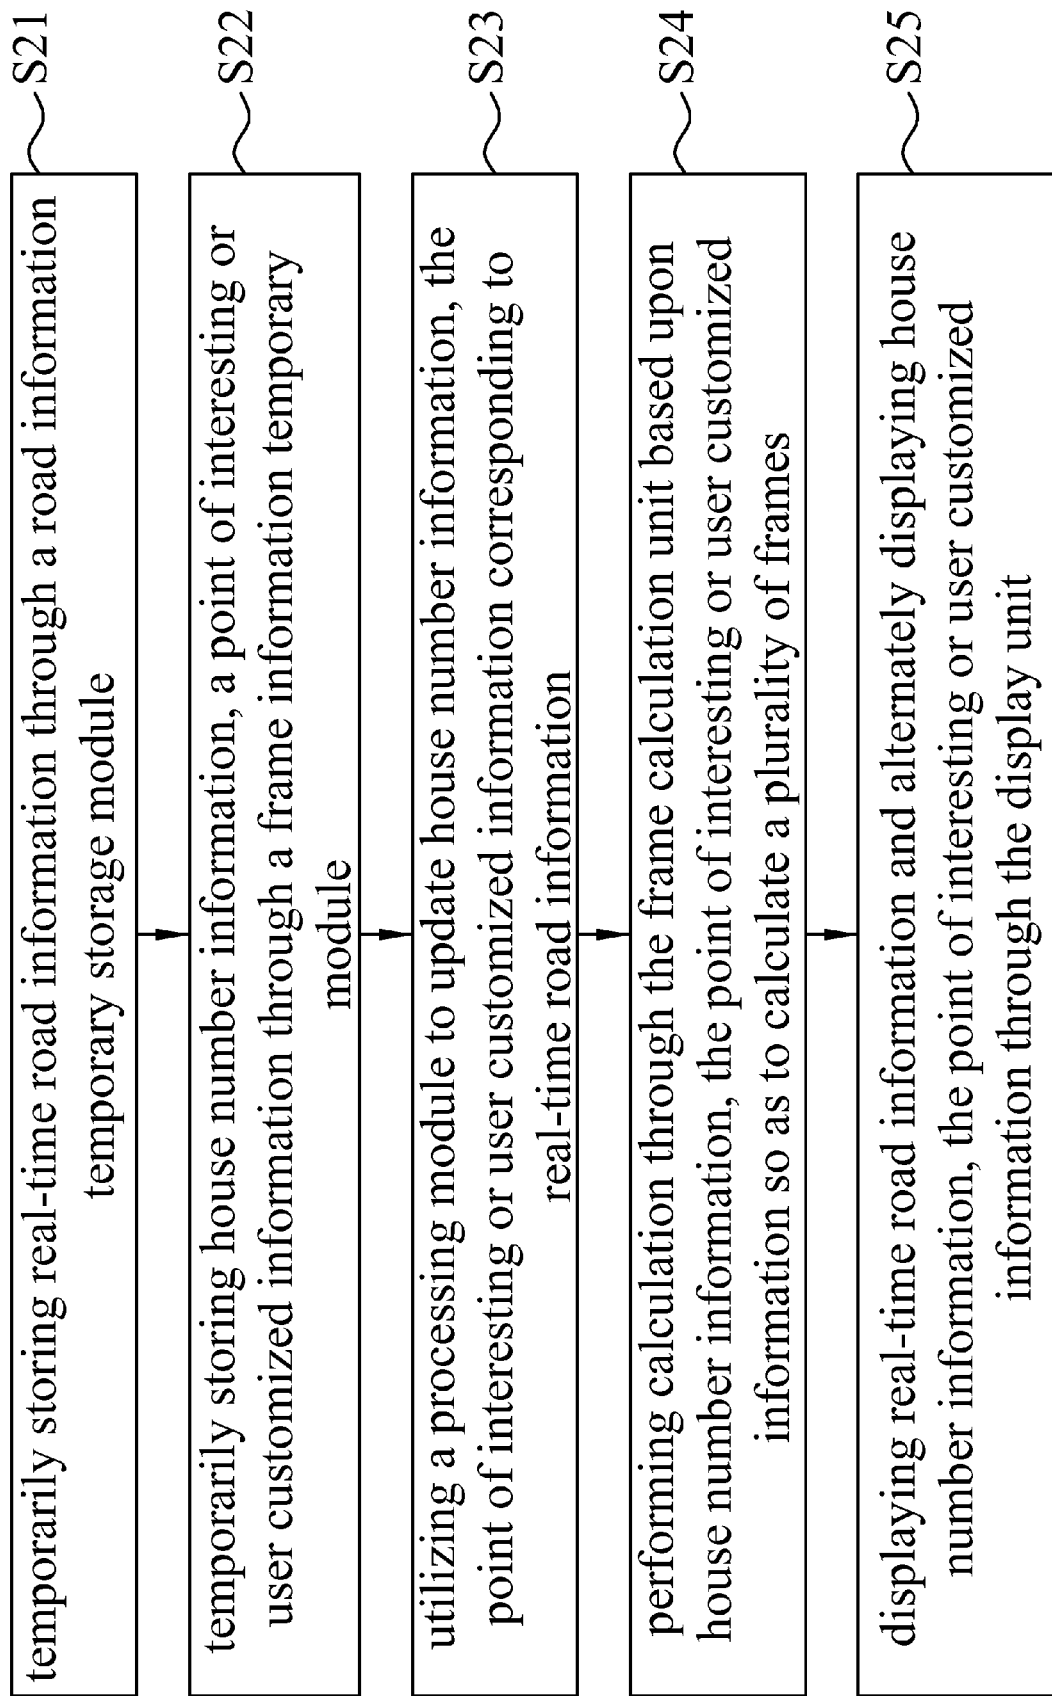 temporarily storing real-time road information through a road information
temporary storage module
S21
temporarily storing house number information, a point of interesting or
user customized information through a frame information temporary
module
S22
utilizing a processing module to update house number information, the
point of interesting or user customized information corresponding to
real-time road information
S23
performing calculation through the frame calculation unit based upon
house number information, the point of interesting or user customized
information so as to calculate a plurality of frames
S24
displaying real-time road information and alternately displaying house
number information, the point of interesting or user customized
information through the display unit
S25